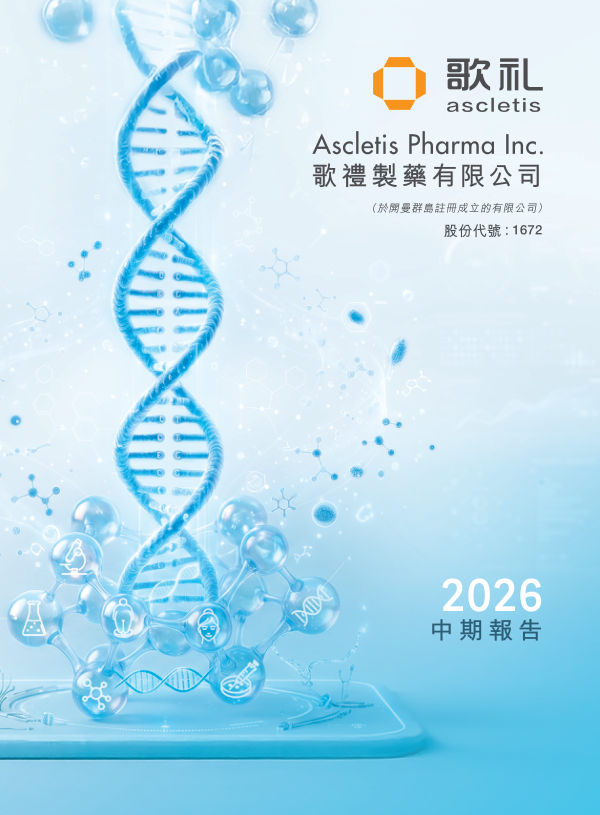 歌礼
ascletis
Ascletis Pharma Inc.
歌禮製藥有限公司
（於開曼群島註冊成立的有限公司）
股份代號 : 1672
2026
中期報告